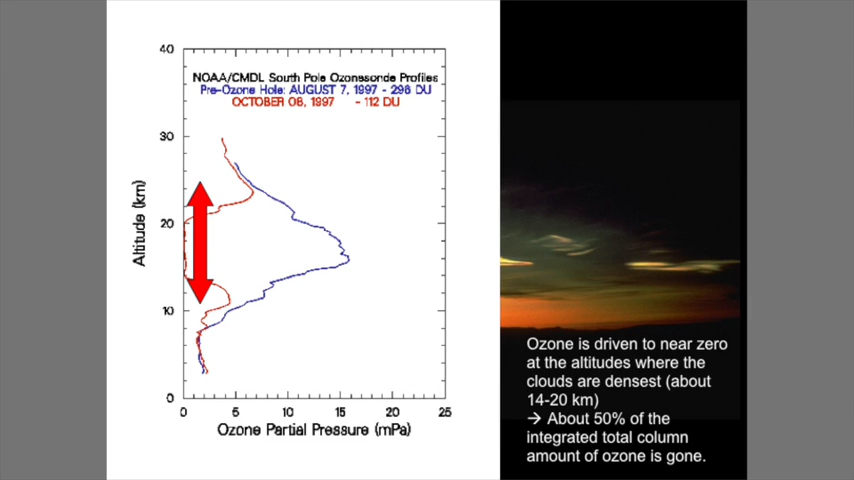 40
NOAA/CMDL South Pole Ozonesonde Profiles
Pre-Ozone Hole: AUGUST 7, 1997 - 296 DU
OCTOBER 08, 1997 - 112 DU
30
Altitude (km)
20
10
0
0 5 10 15 20 25
Ozone Partial Pressure (mPa)
Ozone is driven to near zero
at the altitudes where the
clouds are densest (about
14-20 km)
→ About 50% of the
integrated total column
amount of ozone is gone.